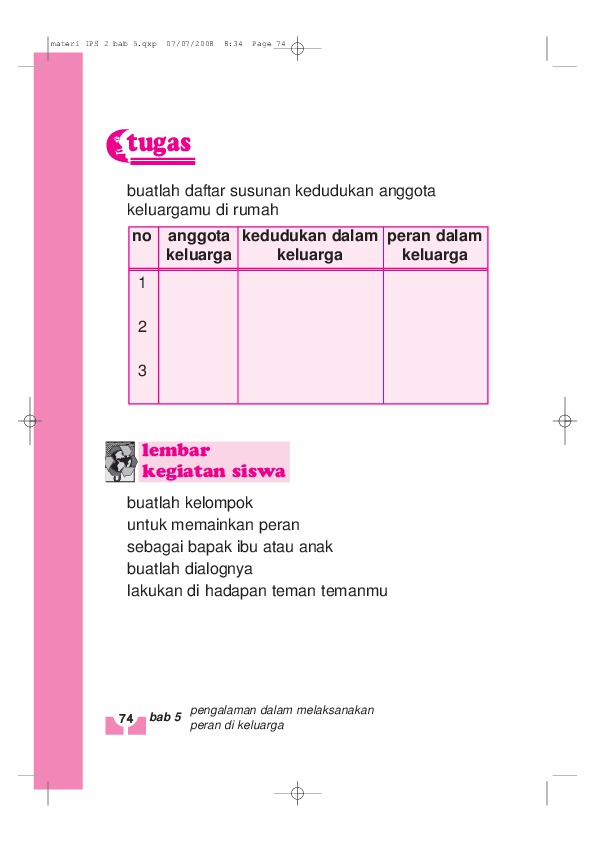 materi IPS 2 bab 5.qxp  07/07/2008  8:34  Page 74
tugas
buatlah daftar susunan kedudukan anggota
keluargamu di rumah
no anggota kedudukan dalam peran dalam
keluarga keluarga keluarga
1
2
3
lembar
kegiatan siswa
buatlah kelompok
untuk memainkan peran
sebagai bapak ibu atau anak
buatlah dialognya
lakukan di hadapan teman temanmu
74 bab 5 pengalaman dalam melaksanakan
peran di keluarga